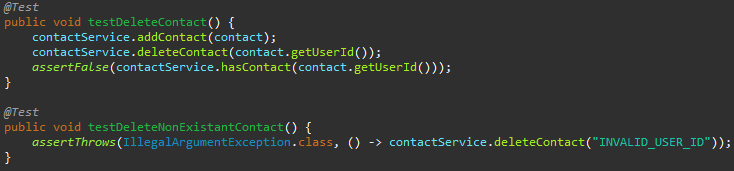 @Test
public void testDeleteContact() {
    contactService.addContact(contact);
    contactService.deleteContact(contact.getUserId());
    assertFalse(contactService.hasContact(contact.getUserId()));
}

@Test
public void testDeleteNonExistantContact() {
    assertThrows(IllegalArgumentException.class, () -> contactService.deleteContact("INVALID_USER_ID"));
}